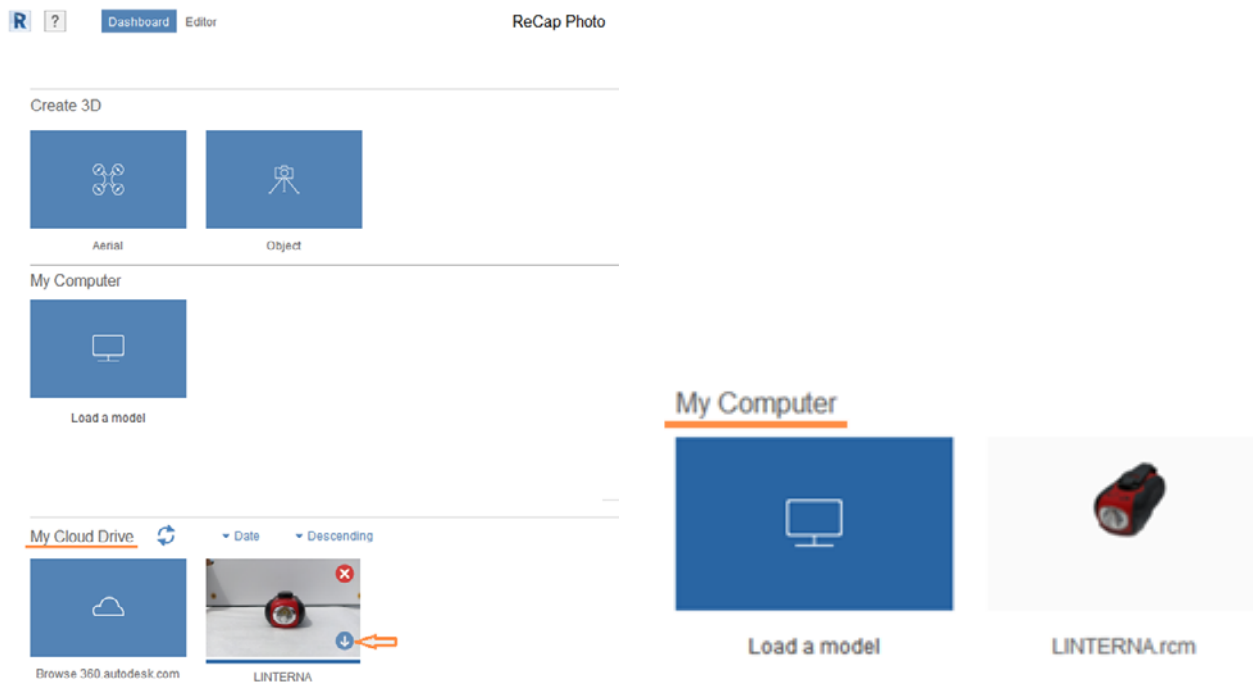 R ? Dashboard Editor ReCap Photo
Create 3D
Aerial Object
My Computer
Load a model
My Cloud Drive Date Descending
Browse 360.autodesk.com LINTERNA
My Computer
Load a model LINTERNA.rcm